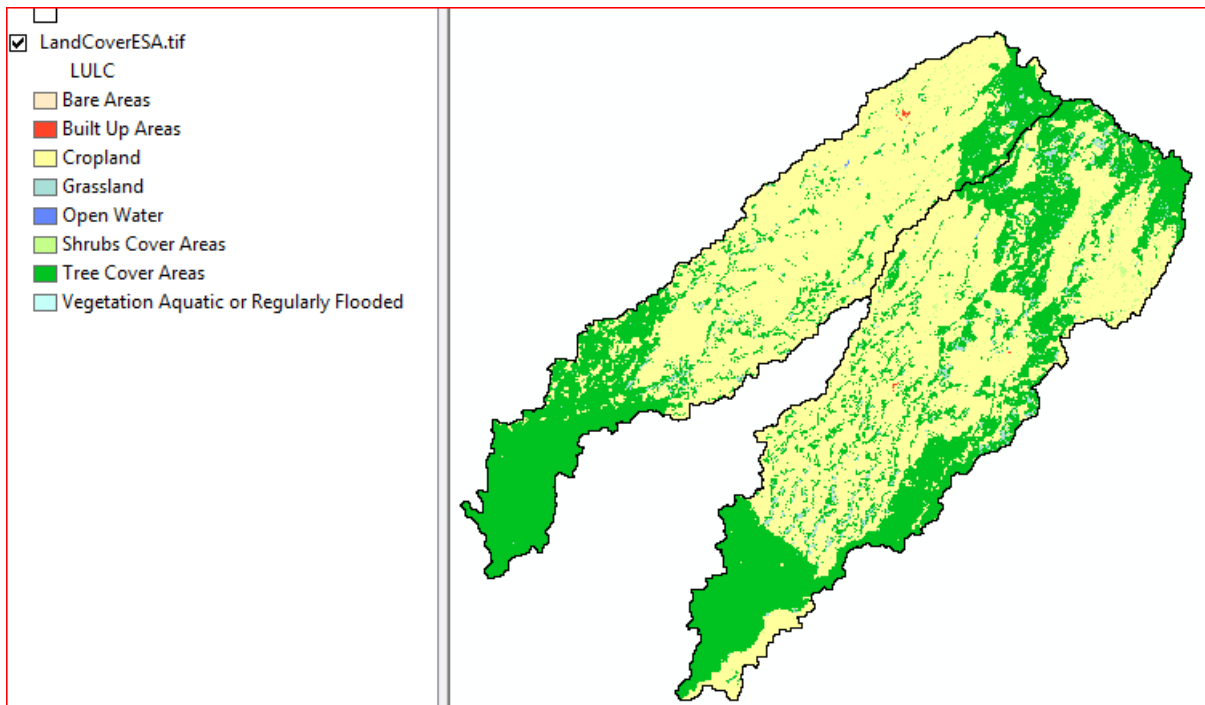 LandCoverESA.tif
LULC
Bare Areas
Built Up Areas
Cropland
Grassland
Open Water
Shrubs Cover Areas
Tree Cover Areas
Vegetation Aquatic or Regularly Flooded